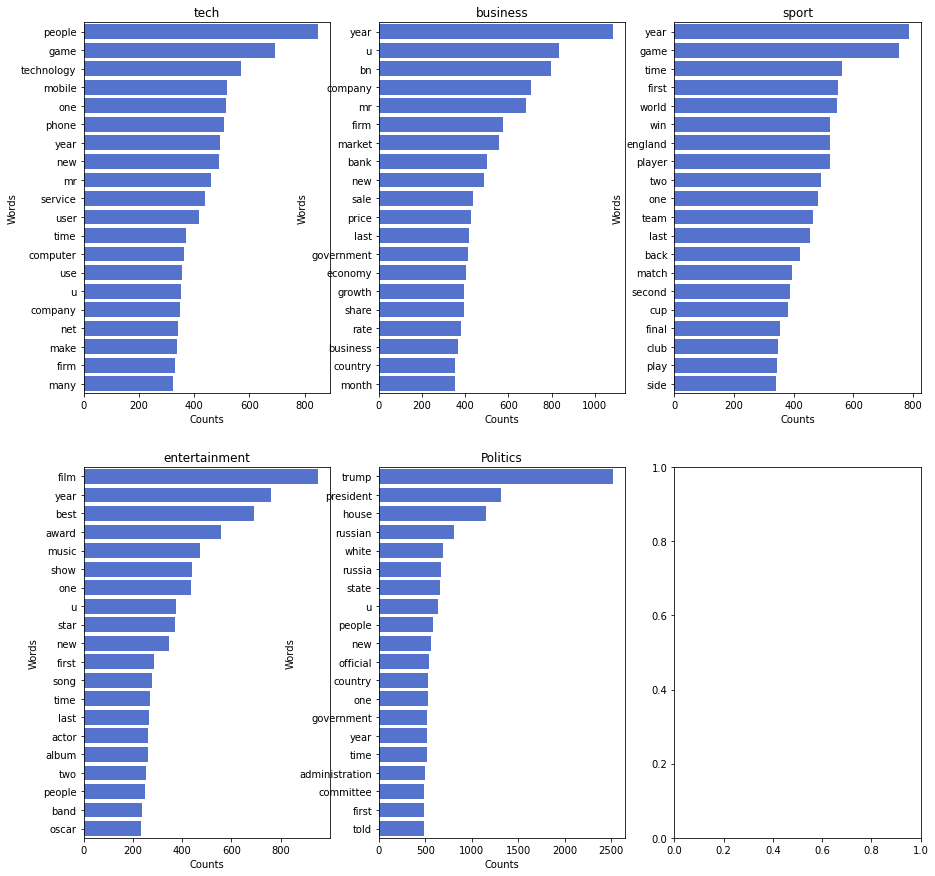 tech
people
game
technology
mobile
one
phone
year
new
mr
service
user
time
computer
use
u
company
net
make
firm
many
Words
0 200 400 600 800
Counts
business
year
u
bn
company
mr
firm
market
bank
new
sale
price
last
government
economy
growth
share
rate
business
country
month
Words
0 200 400 600 800 1000
Counts
sport
year
game
time
first
world
win
england
player
two
one
team
last
back
match
second
cup
final
club
play
side
Words
0 200 400 600 800
Counts
entertainment
film
year
best
award
music
show
one
u
star
new
first
song
time
last
actor
album
two
people
band
oscar
Words
0 200 400 600 800
Counts
Politics
trump
president
house
russian
white
russia
state
u
people
new
official
country
one
government
year
time
administration
committee
first
told
Words
0 500 1000 1500 2000 2500
Counts
1.0
0.8
0.6
0.4
0.2
0.0
0.0 0.2 0.4 0.6 0.8 1.0